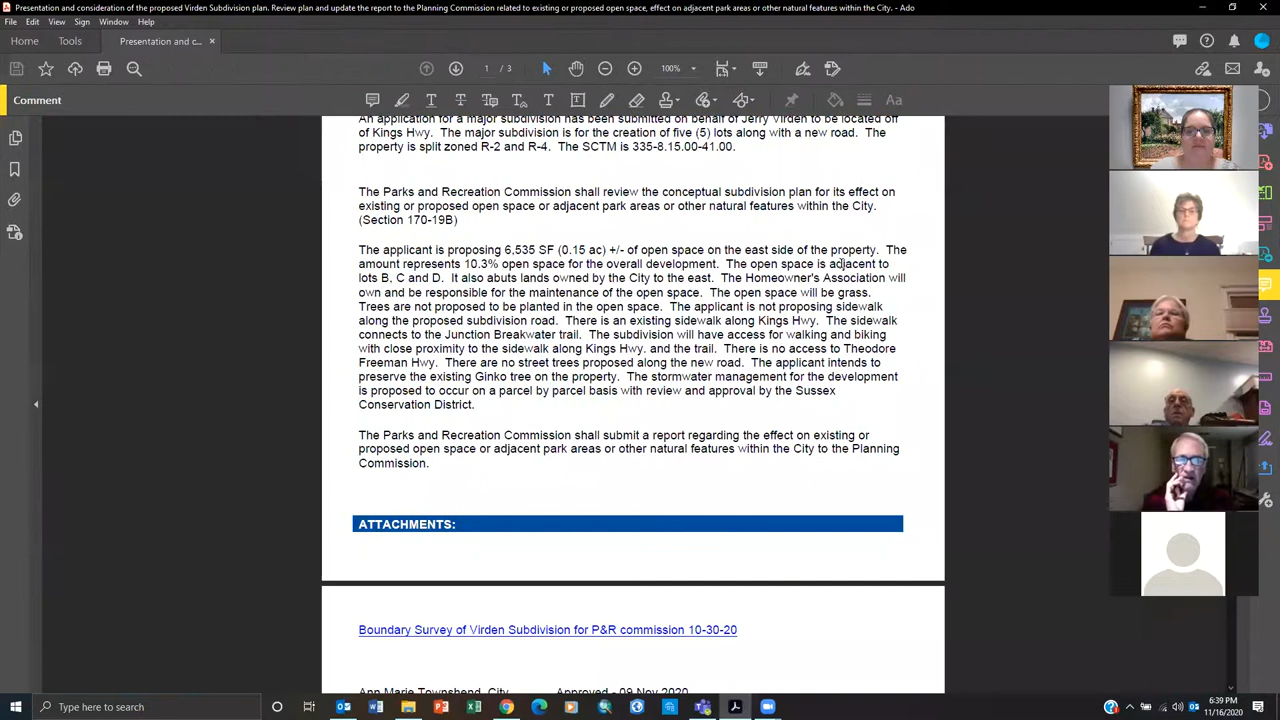 Presentation and consideration of the proposed Virden Subdivision plan. Review plan and update the report to the Planning Commission related to existing or proposed open space, effect on adjacent park areas or other natural features within the City. - Ado
File Edit View Sign Window Help
Home Tools Presentation and c...
1 / 3 100%
Comment
An application for a major subdivision has been submitted on behalf of Jerry Virden to be located off
of Kings Hwy. The major subdivision is for the creation of five (5) lots along with a new road. The
property is split zoned R-2 and R-4. The SCTM is 335-8.15.00-41.00.
The Parks and Recreation Commission shall review the conceptual subdivision plan for its effect on
existing or proposed open space or adjacent park areas or other natural features within the City.
(Section 170-19B)
The applicant is proposing 6,535 SF (0.15 ac) +/- of open space on the east side of the property. The
amount represents 10.3% open space for the overall development. The open space is adjacent to
lots B, C and D. It also abuts lands owned by the City to the east. The Homeowner's Association will
own and be responsible for the maintenance of the open space. The open space will be grass.
Trees are not proposed to be planted in the open space. The applicant is not proposing sidewalk
along the proposed subdivision road. There is an existing sidewalk along Kings Hwy. The sidewalk
connects to the Junction Breakwater trail. The subdivision will have access for walking and biking
with close proximity to the sidewalk along Kings Hwy. and the trail. There is no access to Theodore
Freeman Hwy. There are no street trees proposed along the new road. The applicant intends to
preserve the existing Ginko tree on the property. The stormwater management for the development
is proposed to occur on a parcel by parcel basis with review and approval by the Sussex
Conservation District.
The Parks and Recreation Commission shall submit a report regarding the effect on existing or
proposed open space or adjacent park areas or other natural features within the City to the Planning
Commission.
ATTACHMENTS:
Boundary Survey of Virden Subdivision for P&R commission 10-30-20
Ann Marie Townshend, City Approved - 09 Nov 2020
Type here to search
6:39 PM
11/16/2020